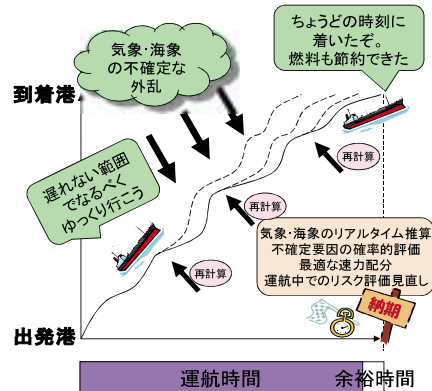 ちょうどの時刻に
着いたぞ。
燃料も節約できた
気象・海象
の不確定な
外乱
到着港
遅れない範囲
でなるべく
ゆっくり行こう
再計算
再計算
再計算
気象・海象のリアルタイム推算
不確定要因の確率的評価
最適な速力配分
運航中でのリスク評価見直し
納期
出発港
運航時間
余裕時間